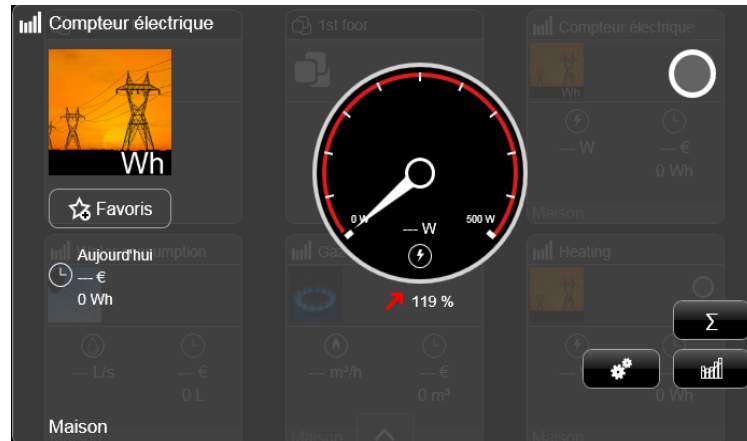 Compteur électrique
Wh
Favoris
Aujourd'hui
--- €
0 Wh
Maison
0 W
500 W
--- W
119 %
Σ
1st foor
Compteur électrique
Wh
--- W
--- €
0 Wh
Maison
umption
--- L/s
--- €
0 L
Gaz
--- m³/h
--- €
0 m³
Maison
Heating
---
0 Wh
Maison